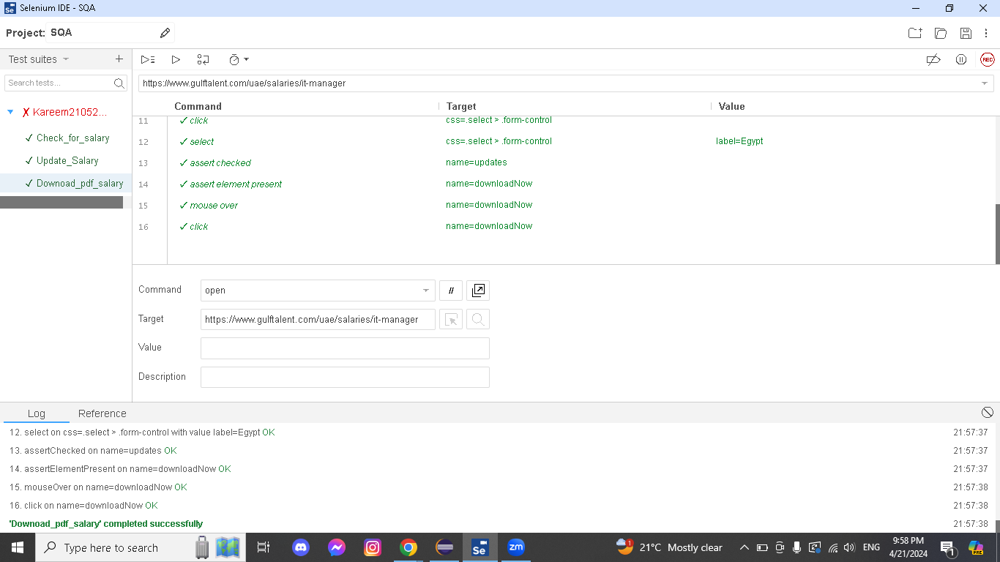 Selenium IDE - SQA
Project: SQA
Test suites
Search tests...
Kareem21052...
✓ Check_for_salary
✓ Update_Salary
✓ Downoad_pdf_salary
https://www.gulftalent.com/uae/salaries/it-manager
Command Target Value
11 ✓ click css=.select > .form-control
12 ✓ select css=.select > .form-control label=Egypt
13 ✓ assert checked name=updates
14 ✓ assert element present name=downloadNow
15 ✓ mouse over name=downloadNow
16 ✓ click name=downloadNow
REC
Command open //
Target https://www.gulftalent.com/uae/salaries/it-manager
Value
Description
Log Reference
12. select on css=.select > .form-control with value label=Egypt OK 21:57:37
13. assertChecked on name=updates OK 21:57:37
14. assertElementPresent on name=downloadNow OK 21:57:37
15. mouseOver on name=downloadNow OK 21:57:38
16. click on name=downloadNow OK 21:57:38
'Downoad_pdf_salary' completed successfully 21:57:38
Type here to search
Se
zm
1
21°C Mostly clear
ENG
9:58 PM
4/21/2024
1
PRE